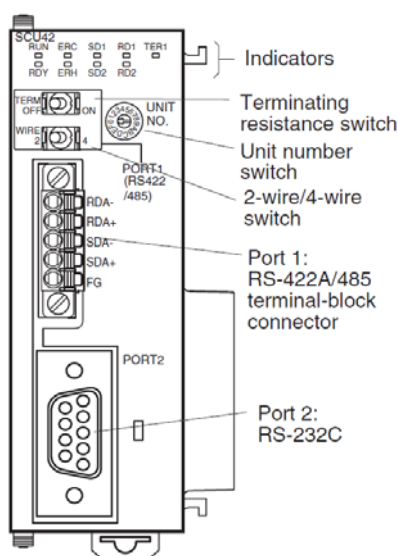 SCU42
RUN ERC SD1 RD1 TER1
RDY ERH SD2 RD2
Indicators
TERM
OFF ON
UNIT
NO.
Terminating
resistance switch
Unit number
switch
WIRE
2 4
2-wire/4-wire
switch
PORT1
(RS422
/485)
RDA-
RDA+
SDA-
SDA+
FG
Port 1:
RS-422A/485
terminal-block
connector
PORT2
Port 2:
RS-232C